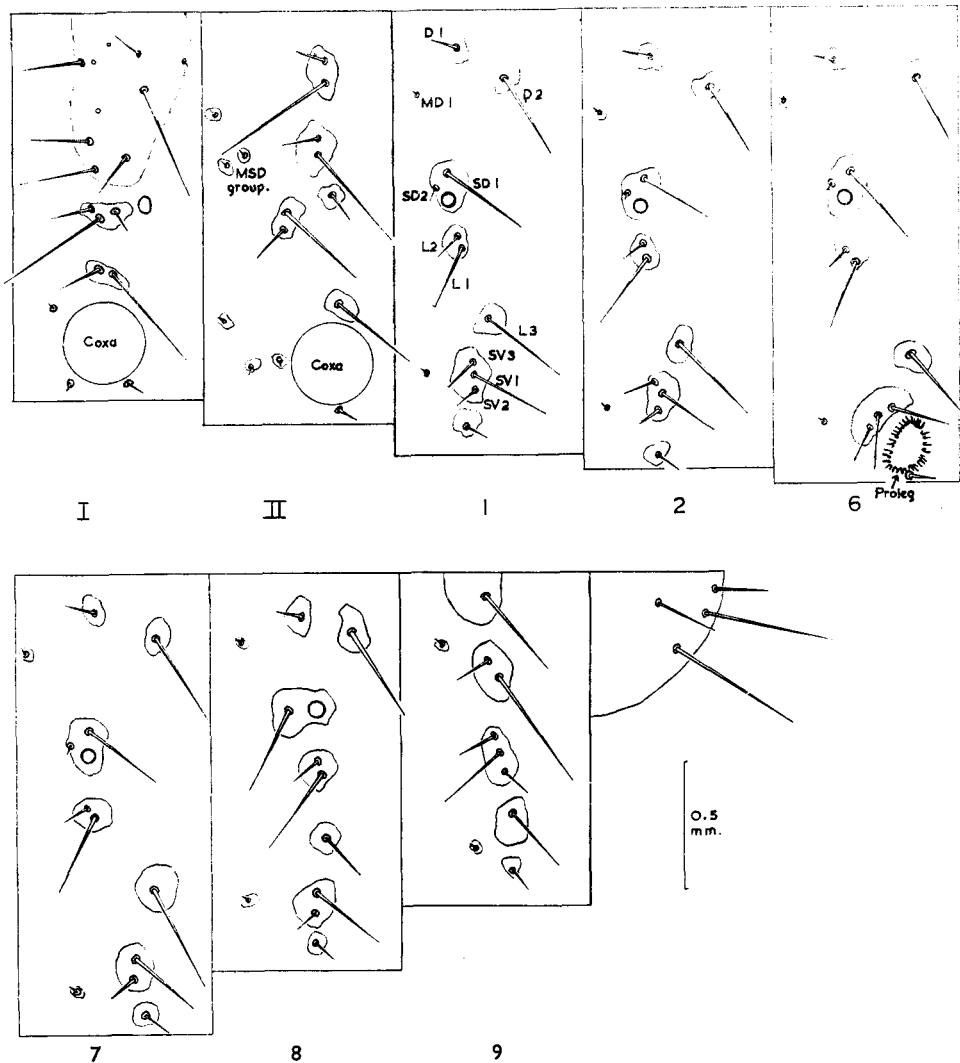 D1
MD1
D2
MSD
group.
SD1
SD2
L2
L1
L3
SV3
SV1
SV2
Coxa
Coxa
Proleg
I
II
1
2
6
0.5
mm.
7
8
9